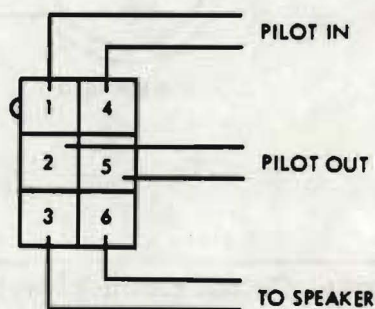 PILOT IN
1 4
2 5
PILOT OUT
3 6
TO SPEAKER